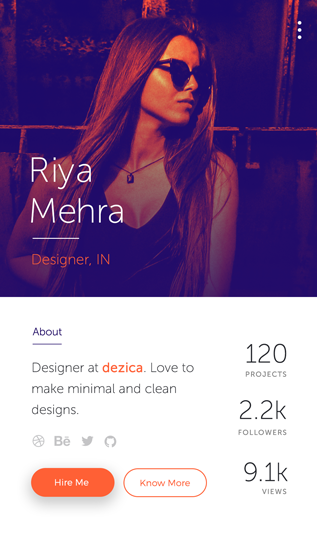 Riya
Mehra
Designer, IN
About
Designer at dezica. Love to
make minimal and clean
designs.
Bē
Hire Me
Know More
120
PROJECTS
2.2k
FOLLOWERS
9.1k
VIEWS